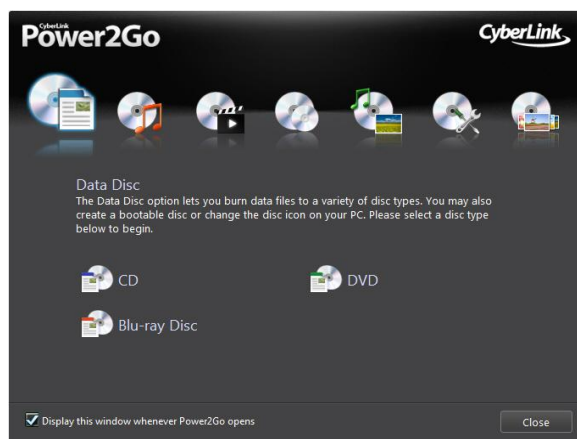 CyberLink
Power2Go
CyberLink
Data Disc
The Data Disc option lets you burn data files to a variety of disc types. You may also
create a bootable disc or change the disc icon on your PC. Please select a disc type
below to begin.
CD
DVD
Blu-ray Disc
Display this window whenever Power2Go opens
Close